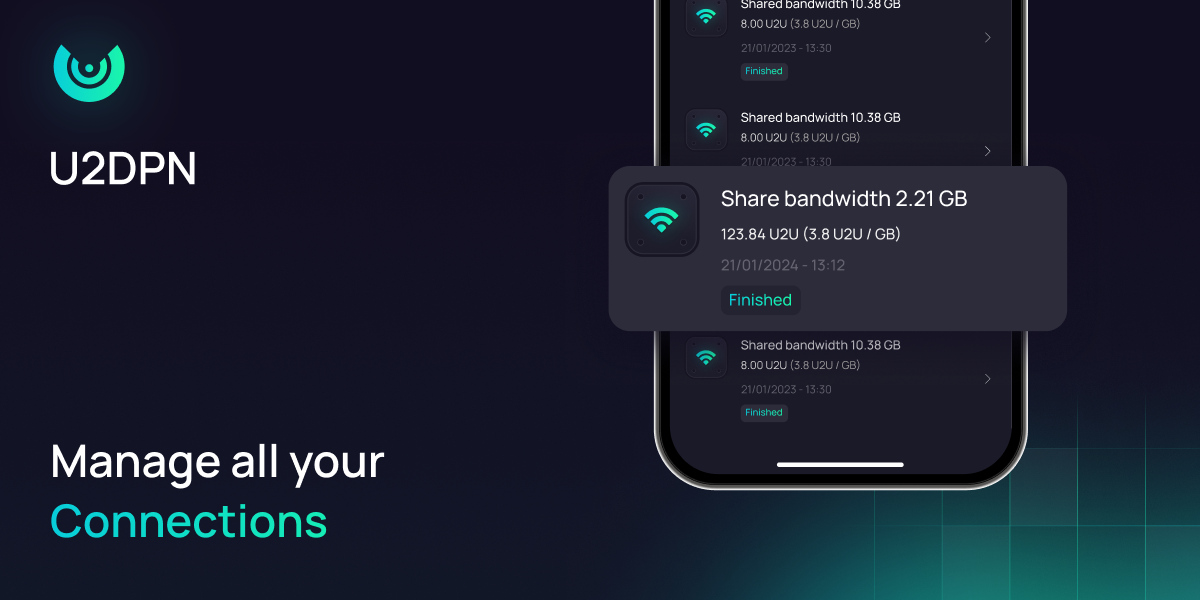 U2DPN
Manage all your
Connections
Shared bandwidth 10.38 GB
8.00 U2U (3.8 U2U / GB)
21/01/2023 - 13:30
Finished
Shared bandwidth 10.38 GB
8.00 U2U (3.8 U2U / GB)
21/01/2023 - 13:30
Share bandwidth 2.21 GB
123.84 U2U (3.8 U2U / GB)
21/01/2024 - 13:12
Finished
Shared bandwidth 10.38 GB
8.00 U2U (3.8 U2U / GB)
21/01/2023 - 13:30
Finished